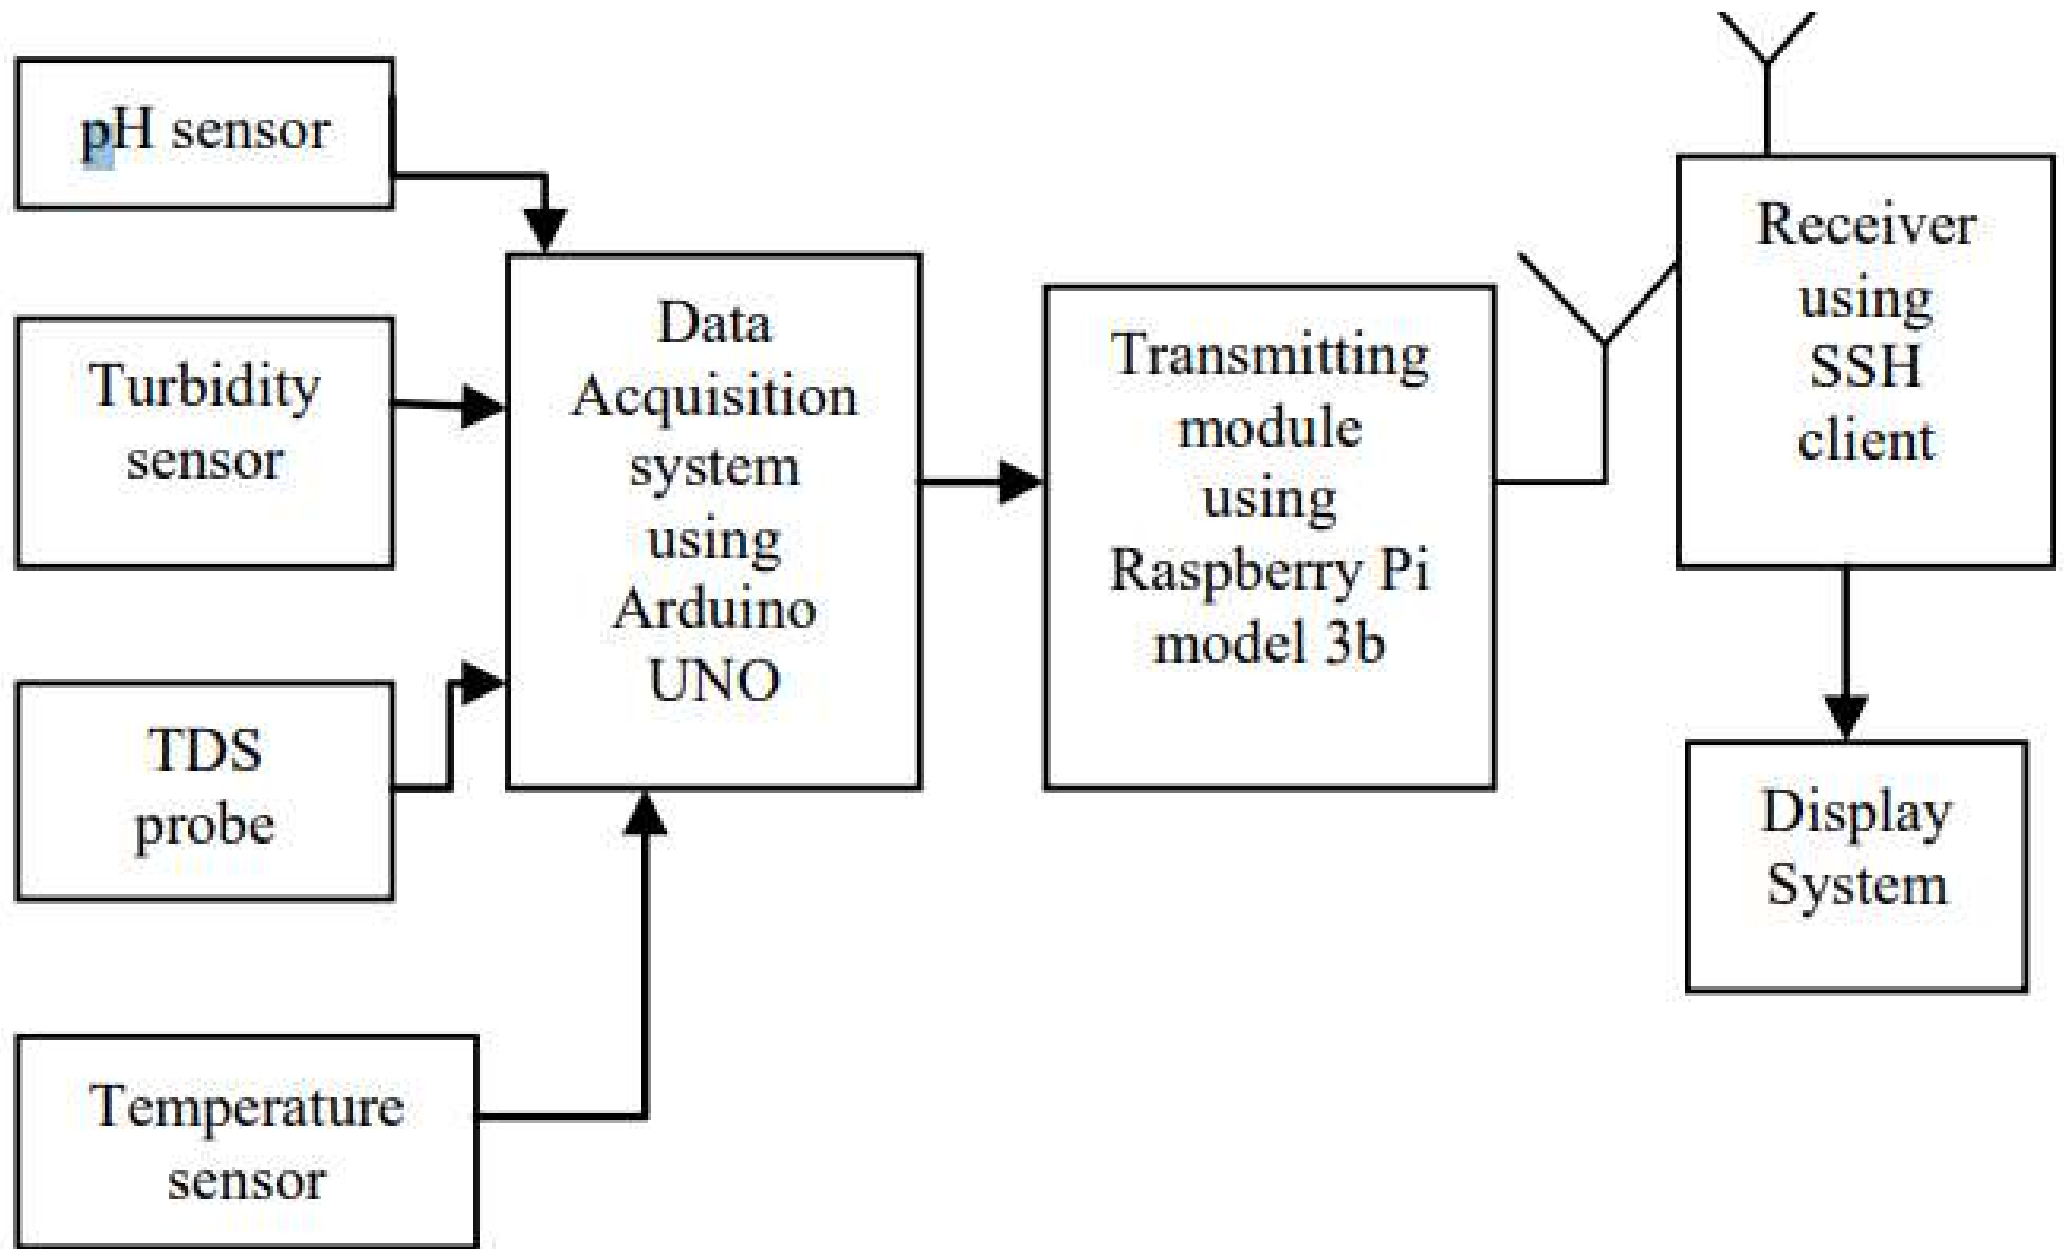 pH sensor
Turbidity
sensor
TDS
probe
Temperature
sensor
Data
Acquisition
system
using
Arduino
UNO
Transmitting
module
using
Raspberry Pi
model 3b
Receiver
using
SSH
client
Display
System